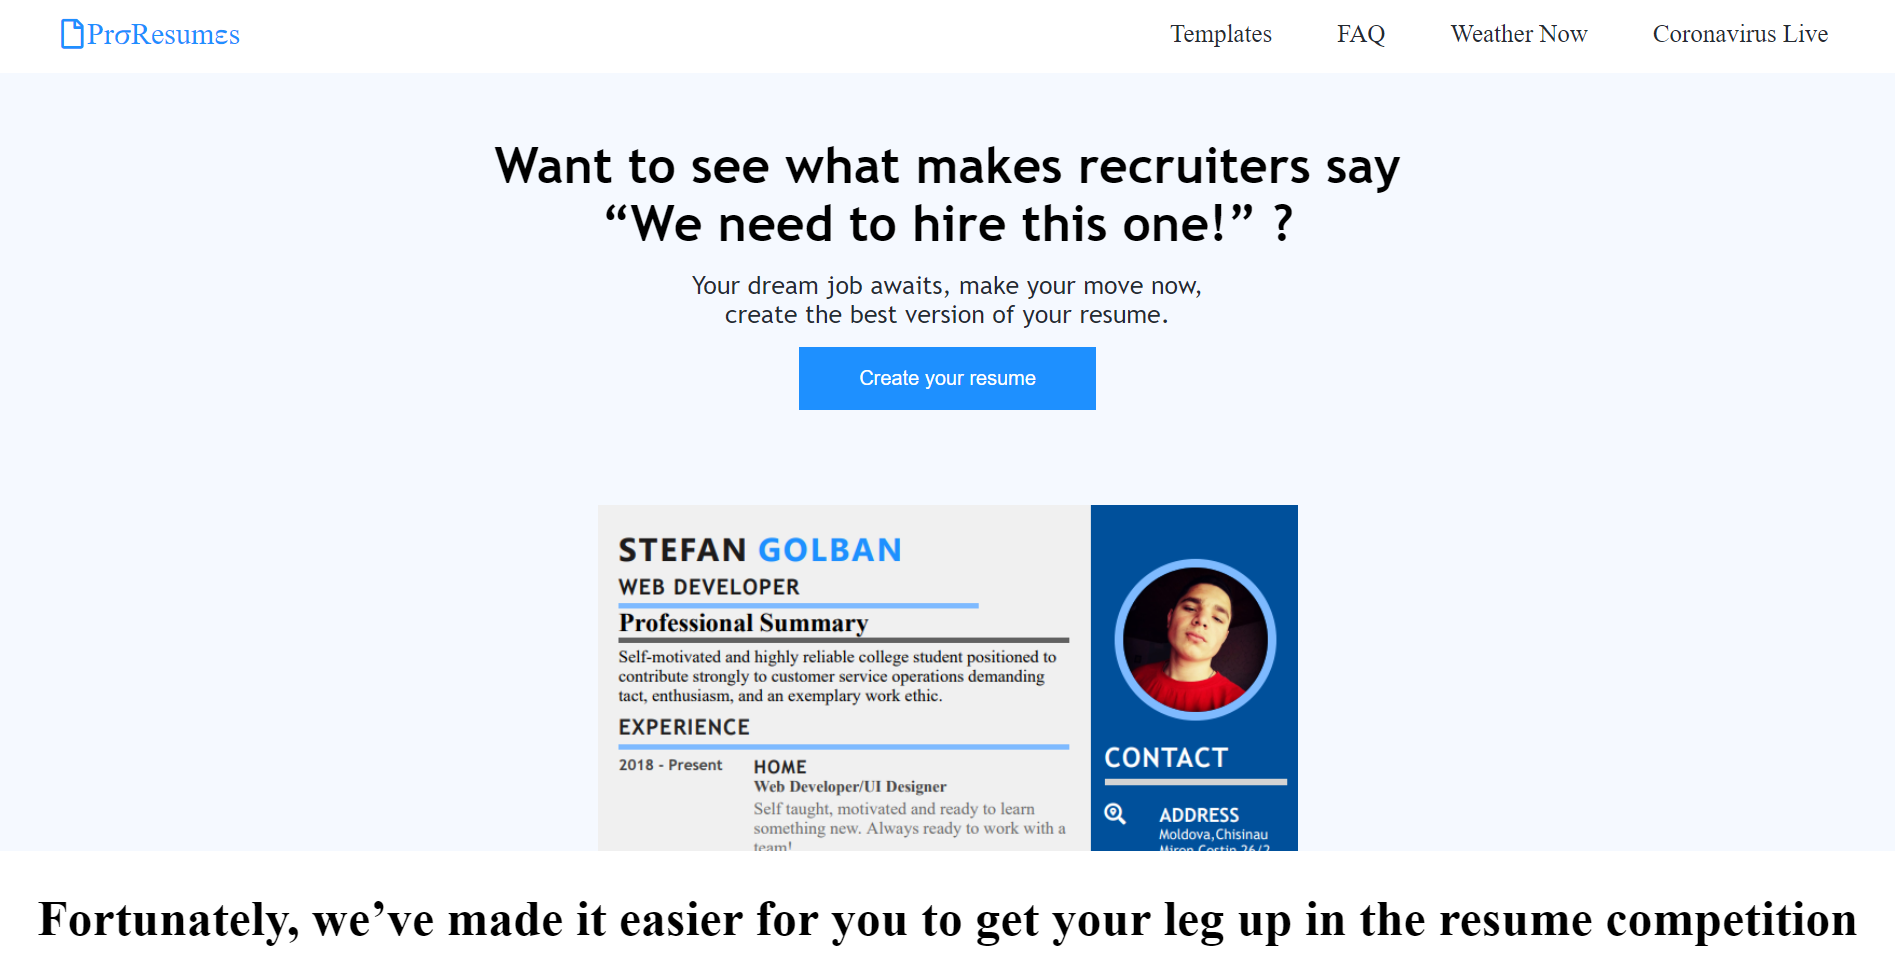 PrσResumεs
Templates
FAQ
Weather Now
Coronavirus Live
Want to see what makes recruiters say
“We need to hire this one!” ?
Your dream job awaits, make your move now,
create the best version of your resume.
Create your resume
STEFAN GOLBAN
WEB DEVELOPER
Professional Summary
Self-motivated and highly reliable college student positioned to
contribute strongly to customer service operations demanding
tact, enthusiasm, and an exemplary work ethic.
EXPERIENCE
2018 - Present
HOME
Web Developer/UI Designer
Self taught, motivated and ready to learn
something new. Always ready to work with a
team!
CONTACT
ADDRESS
Moldova,Chisinau
Miron Costin 26/2
Fortunately, we’ve made it easier for you to get your leg up in the resume competition